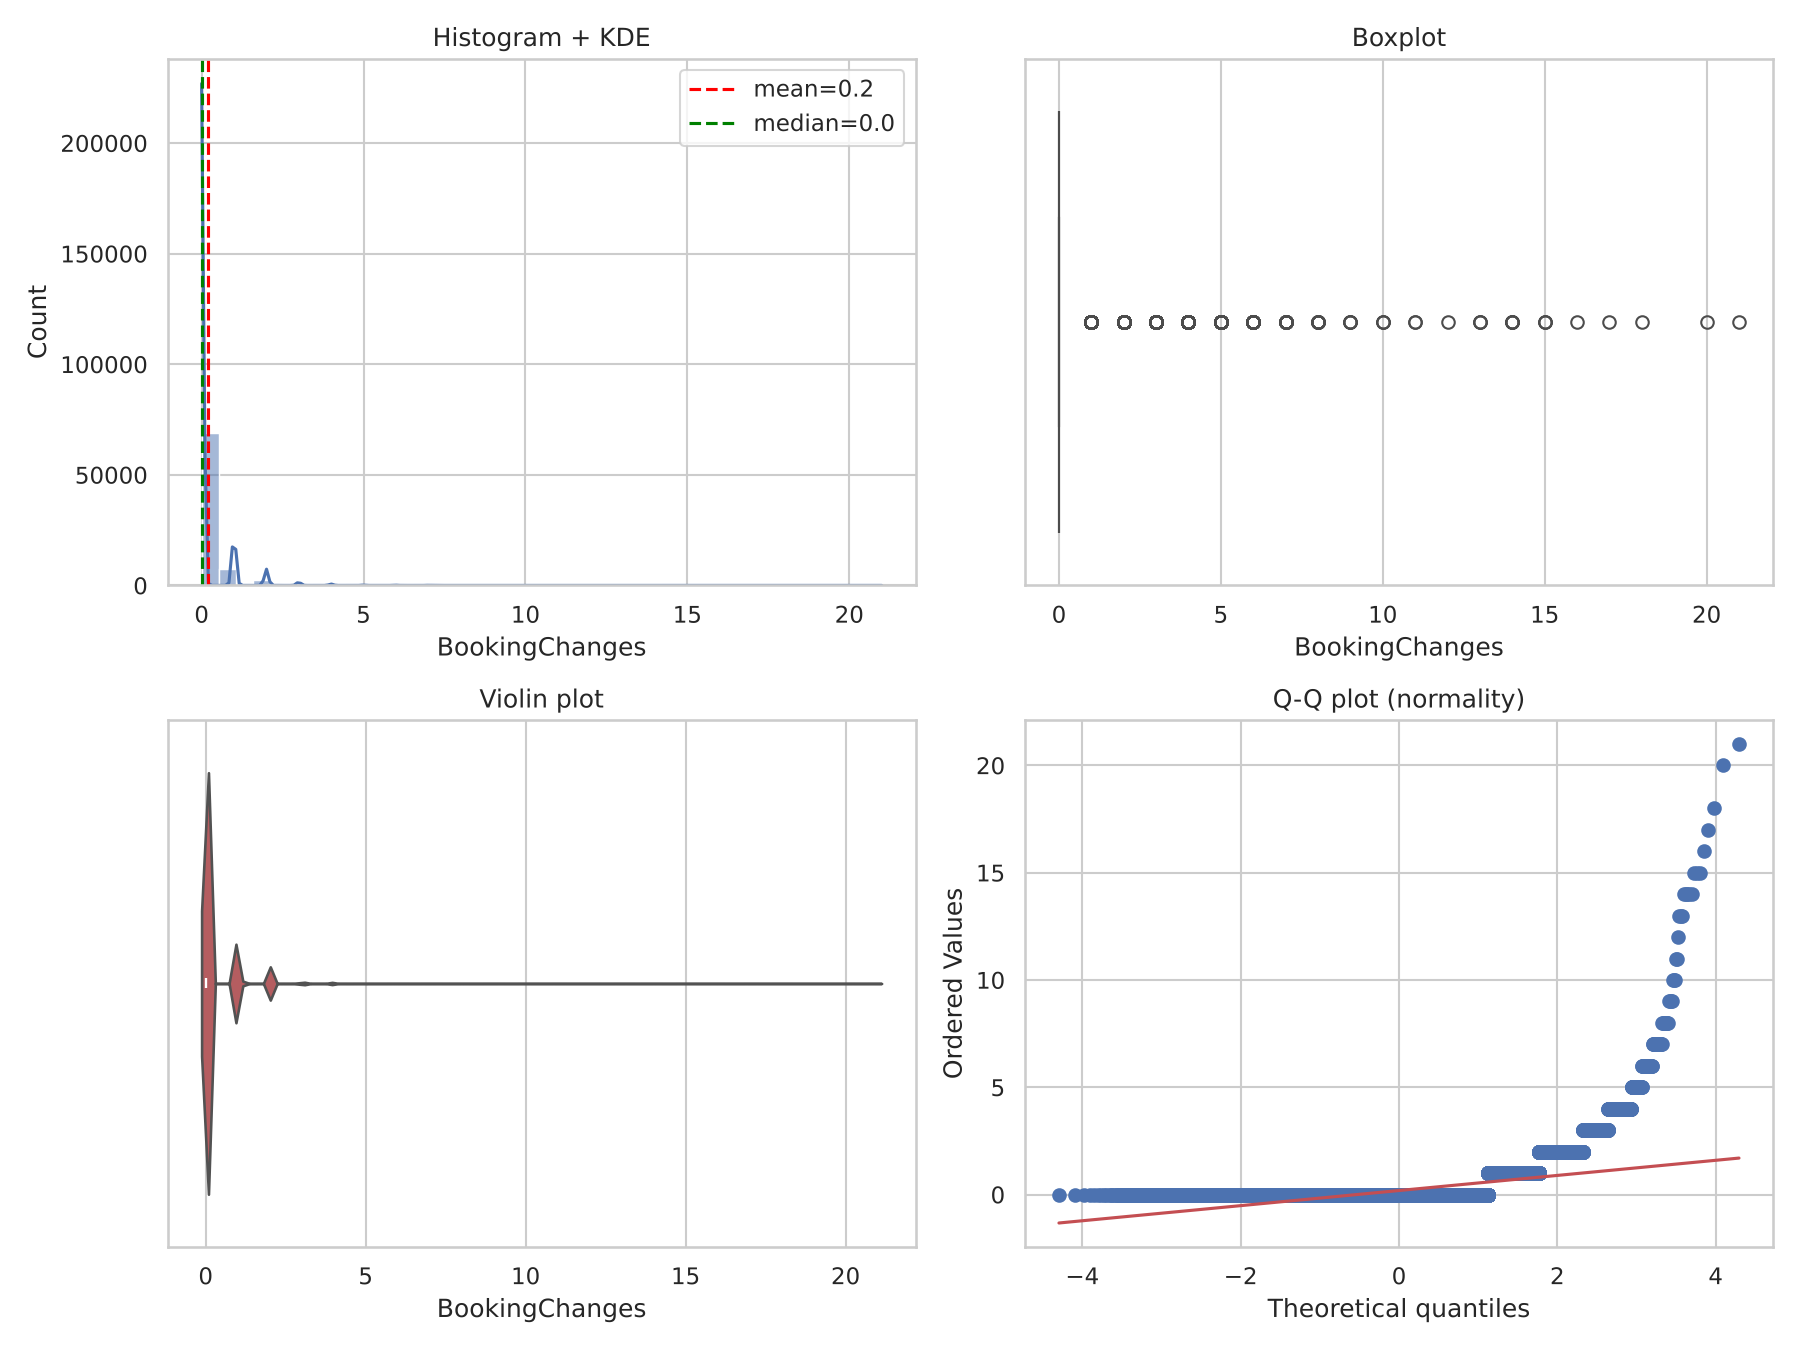 Histogram + KDE
mean=0.2
median=0.0
Count
200000
150000
100000
50000
0
0 5 10 15 20
BookingChanges
Boxplot
0 5 10 15 20
BookingChanges
Violin plot
0 5 10 15 20
BookingChanges
Q-Q plot (normality)
Ordered Values
20
15
10
5
0
−4 −2 0 2 4
Theoretical quantiles